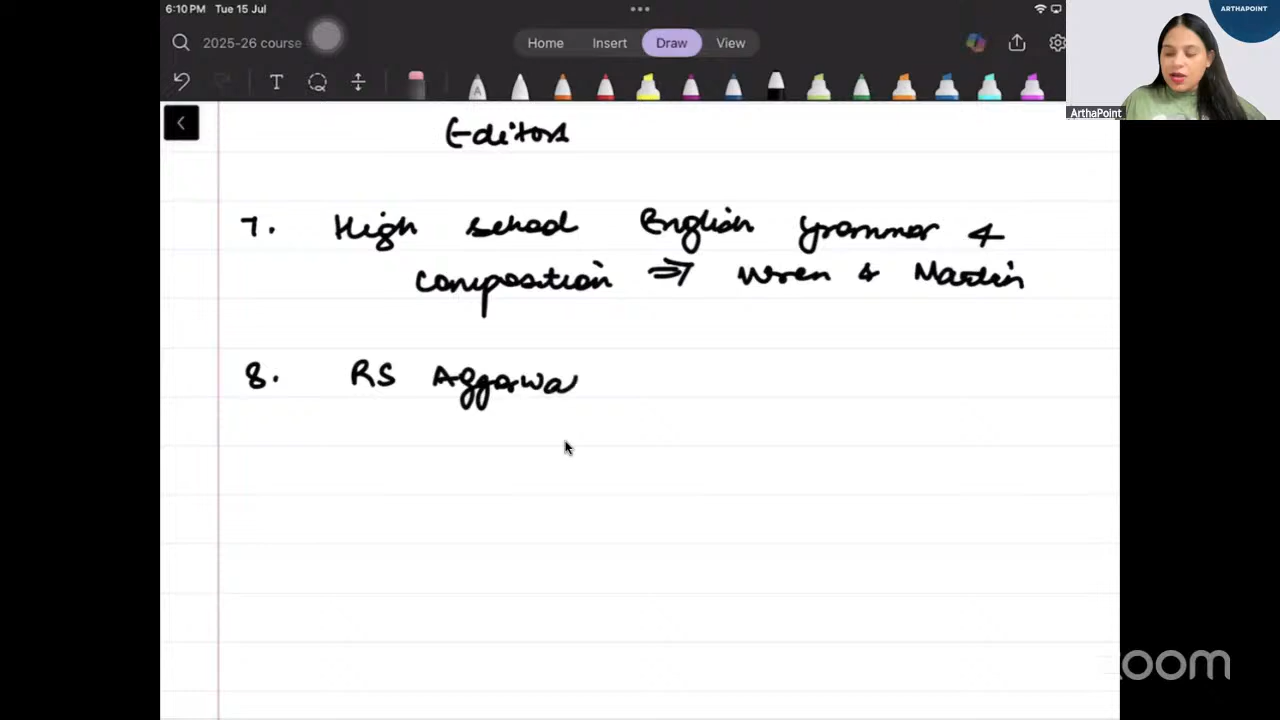 6:10 PM Tue 15 Jul
ARTHAPOINT
2025-26 course
Home Insert Draw View
T
A
ArthaPoint
Editors
7. High School English Grammar &
Composition ⇒ Wren & Martin
8. RS Aggarwa
zoom